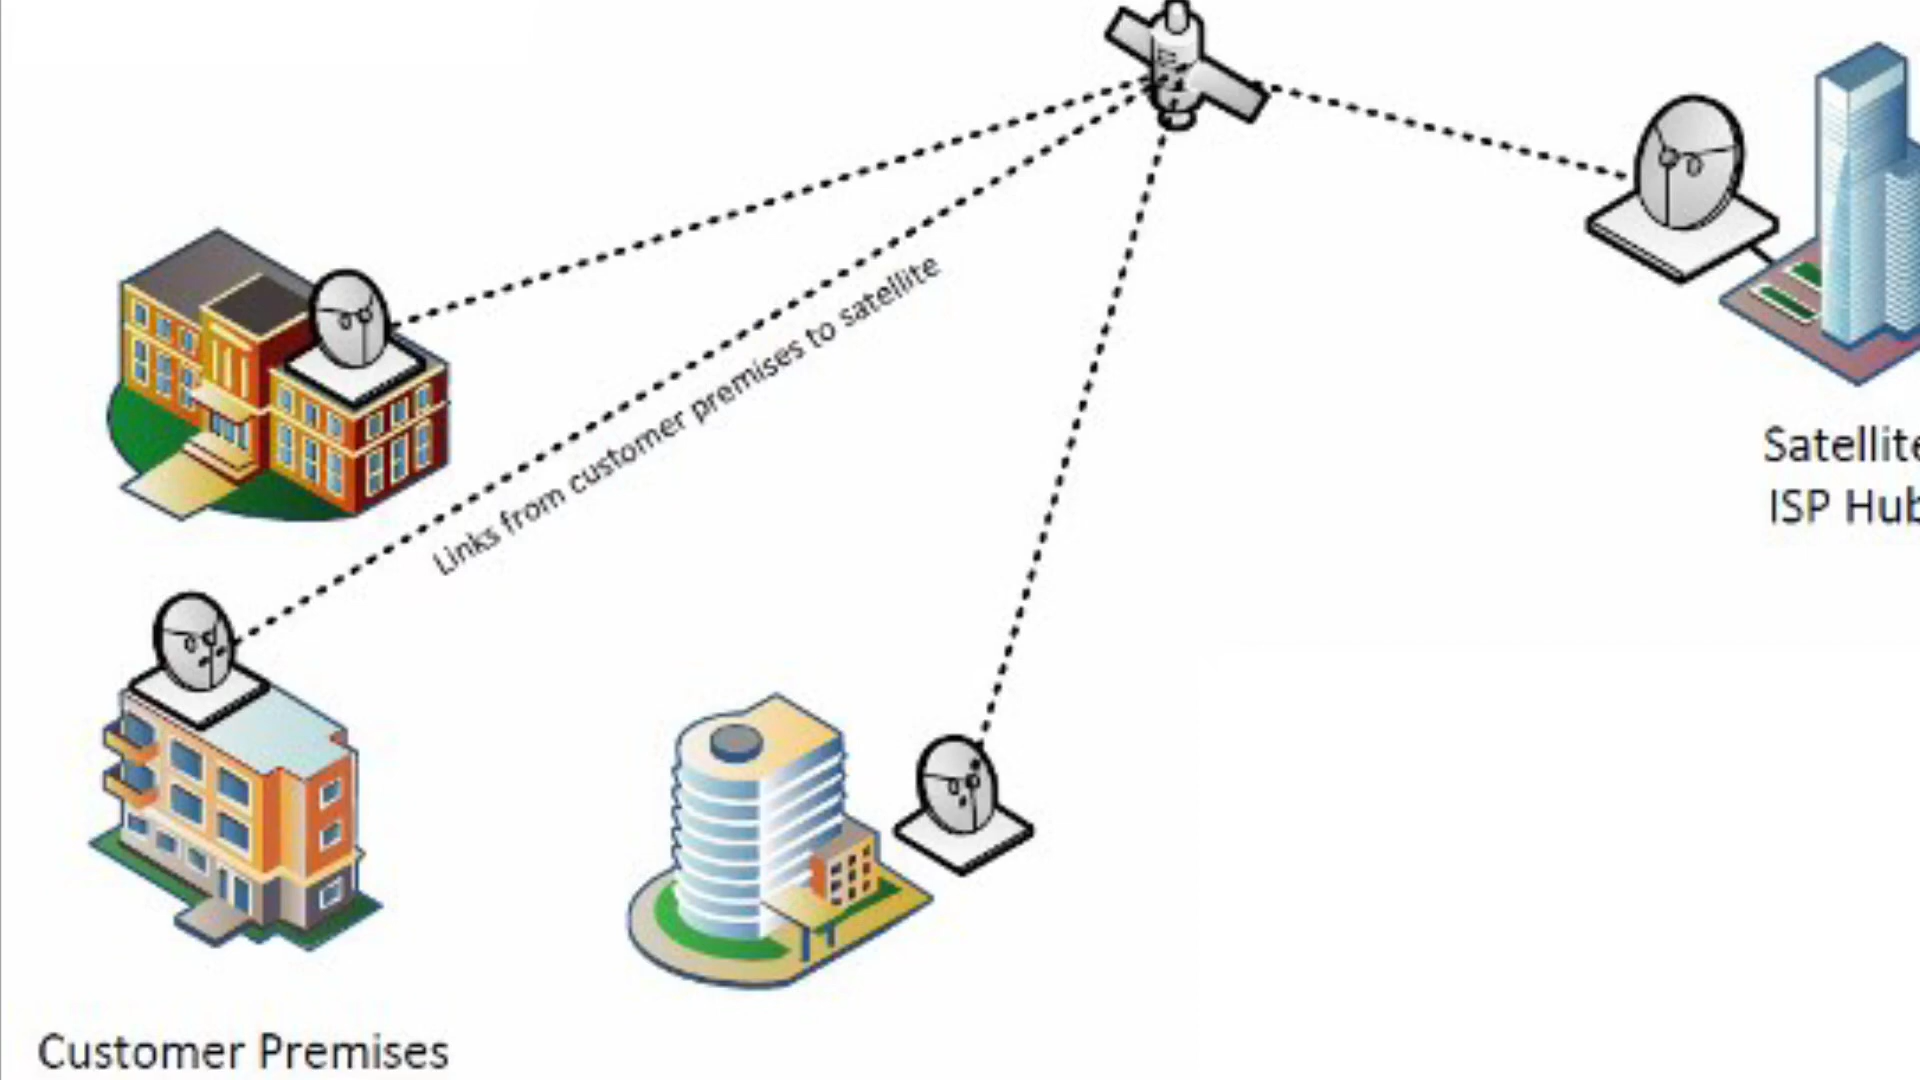 Links from customer premises to satellite
Satellite
ISP Hub
Customer Premises